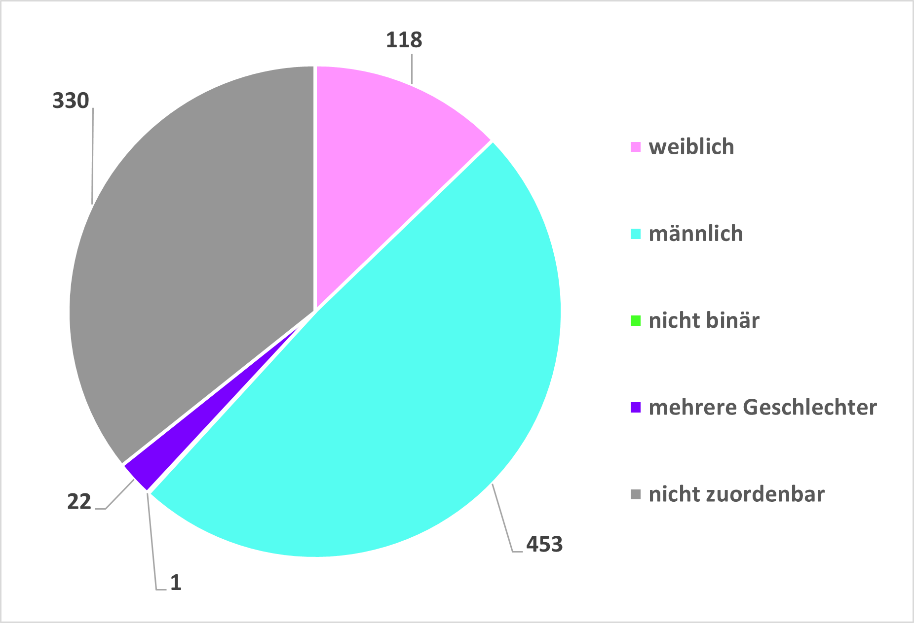 118
330
weiblich
männlich
nicht binär
mehrere Geschlechter
nicht zuordenbar
22
453
1